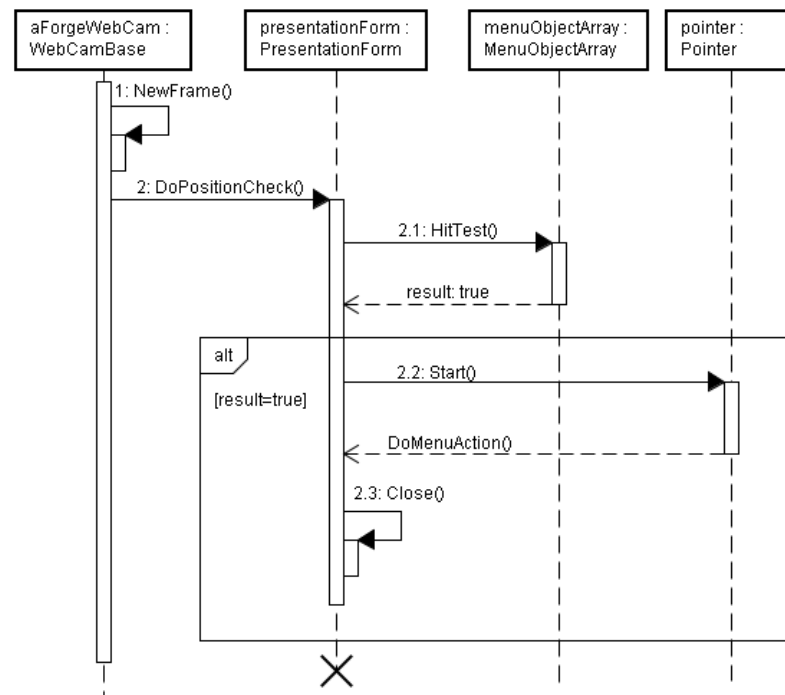 aForgeWebCam :
WebCamBase
presentationForm :
PresentationForm
menuObjectArray :
MenuObjectArray
pointer :
Pointer
1: NewFrame()
2: DoPositionCheck()
2.1: HitTest()
result: true
alt
2.2: Start()
[result=true]
DoMenuAction()
2.3: Close()